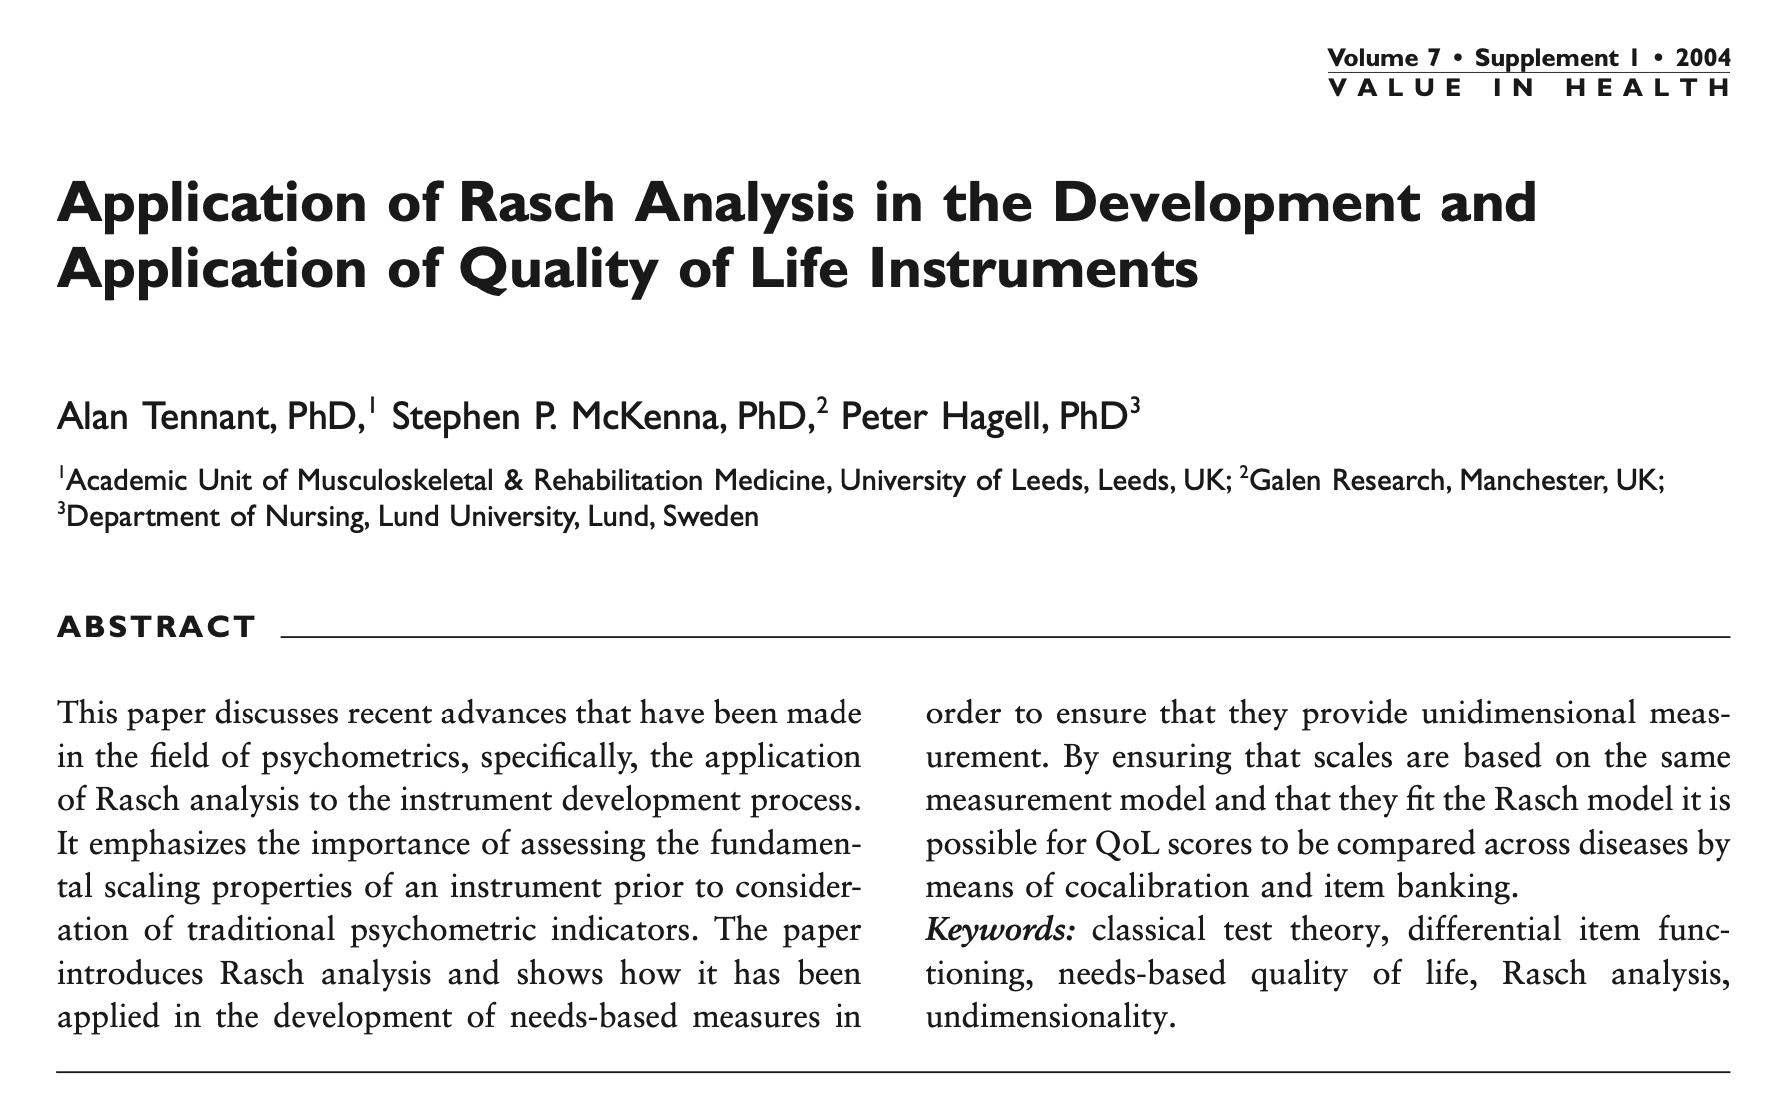 Volume 7 • Supplement 1 • 2004
VALUE IN HEALTH
Application of Rasch Analysis in the Development and
Application of Quality of Life Instruments
Alan Tennant, PhD,¹ Stephen P. McKenna, PhD,² Peter Hagell, PhD³
¹Academic Unit of Musculoskeletal & Rehabilitation Medicine, University of Leeds, Leeds, UK; ²Galen Research, Manchester, UK;
³Department of Nursing, Lund University, Lund, Sweden
ABSTRACT
This paper discusses recent advances that have been made
in the field of psychometrics, specifically, the application
of Rasch analysis to the instrument development process.
It emphasizes the importance of assessing the fundamen-
tal scaling properties of an instrument prior to consider-
ation of traditional psychometric indicators. The paper
introduces Rasch analysis and shows how it has been
applied in the development of needs-based measures in
order to ensure that they provide unidimensional meas-
urement. By ensuring that scales are based on the same
measurement model and that they fit the Rasch model it is
possible for QoL scores to be compared across diseases by
means of cocalibration and item banking.
Keywords: classical test theory, differential item func-
tioning, needs-based quality of life, Rasch analysis,
undimensionality.